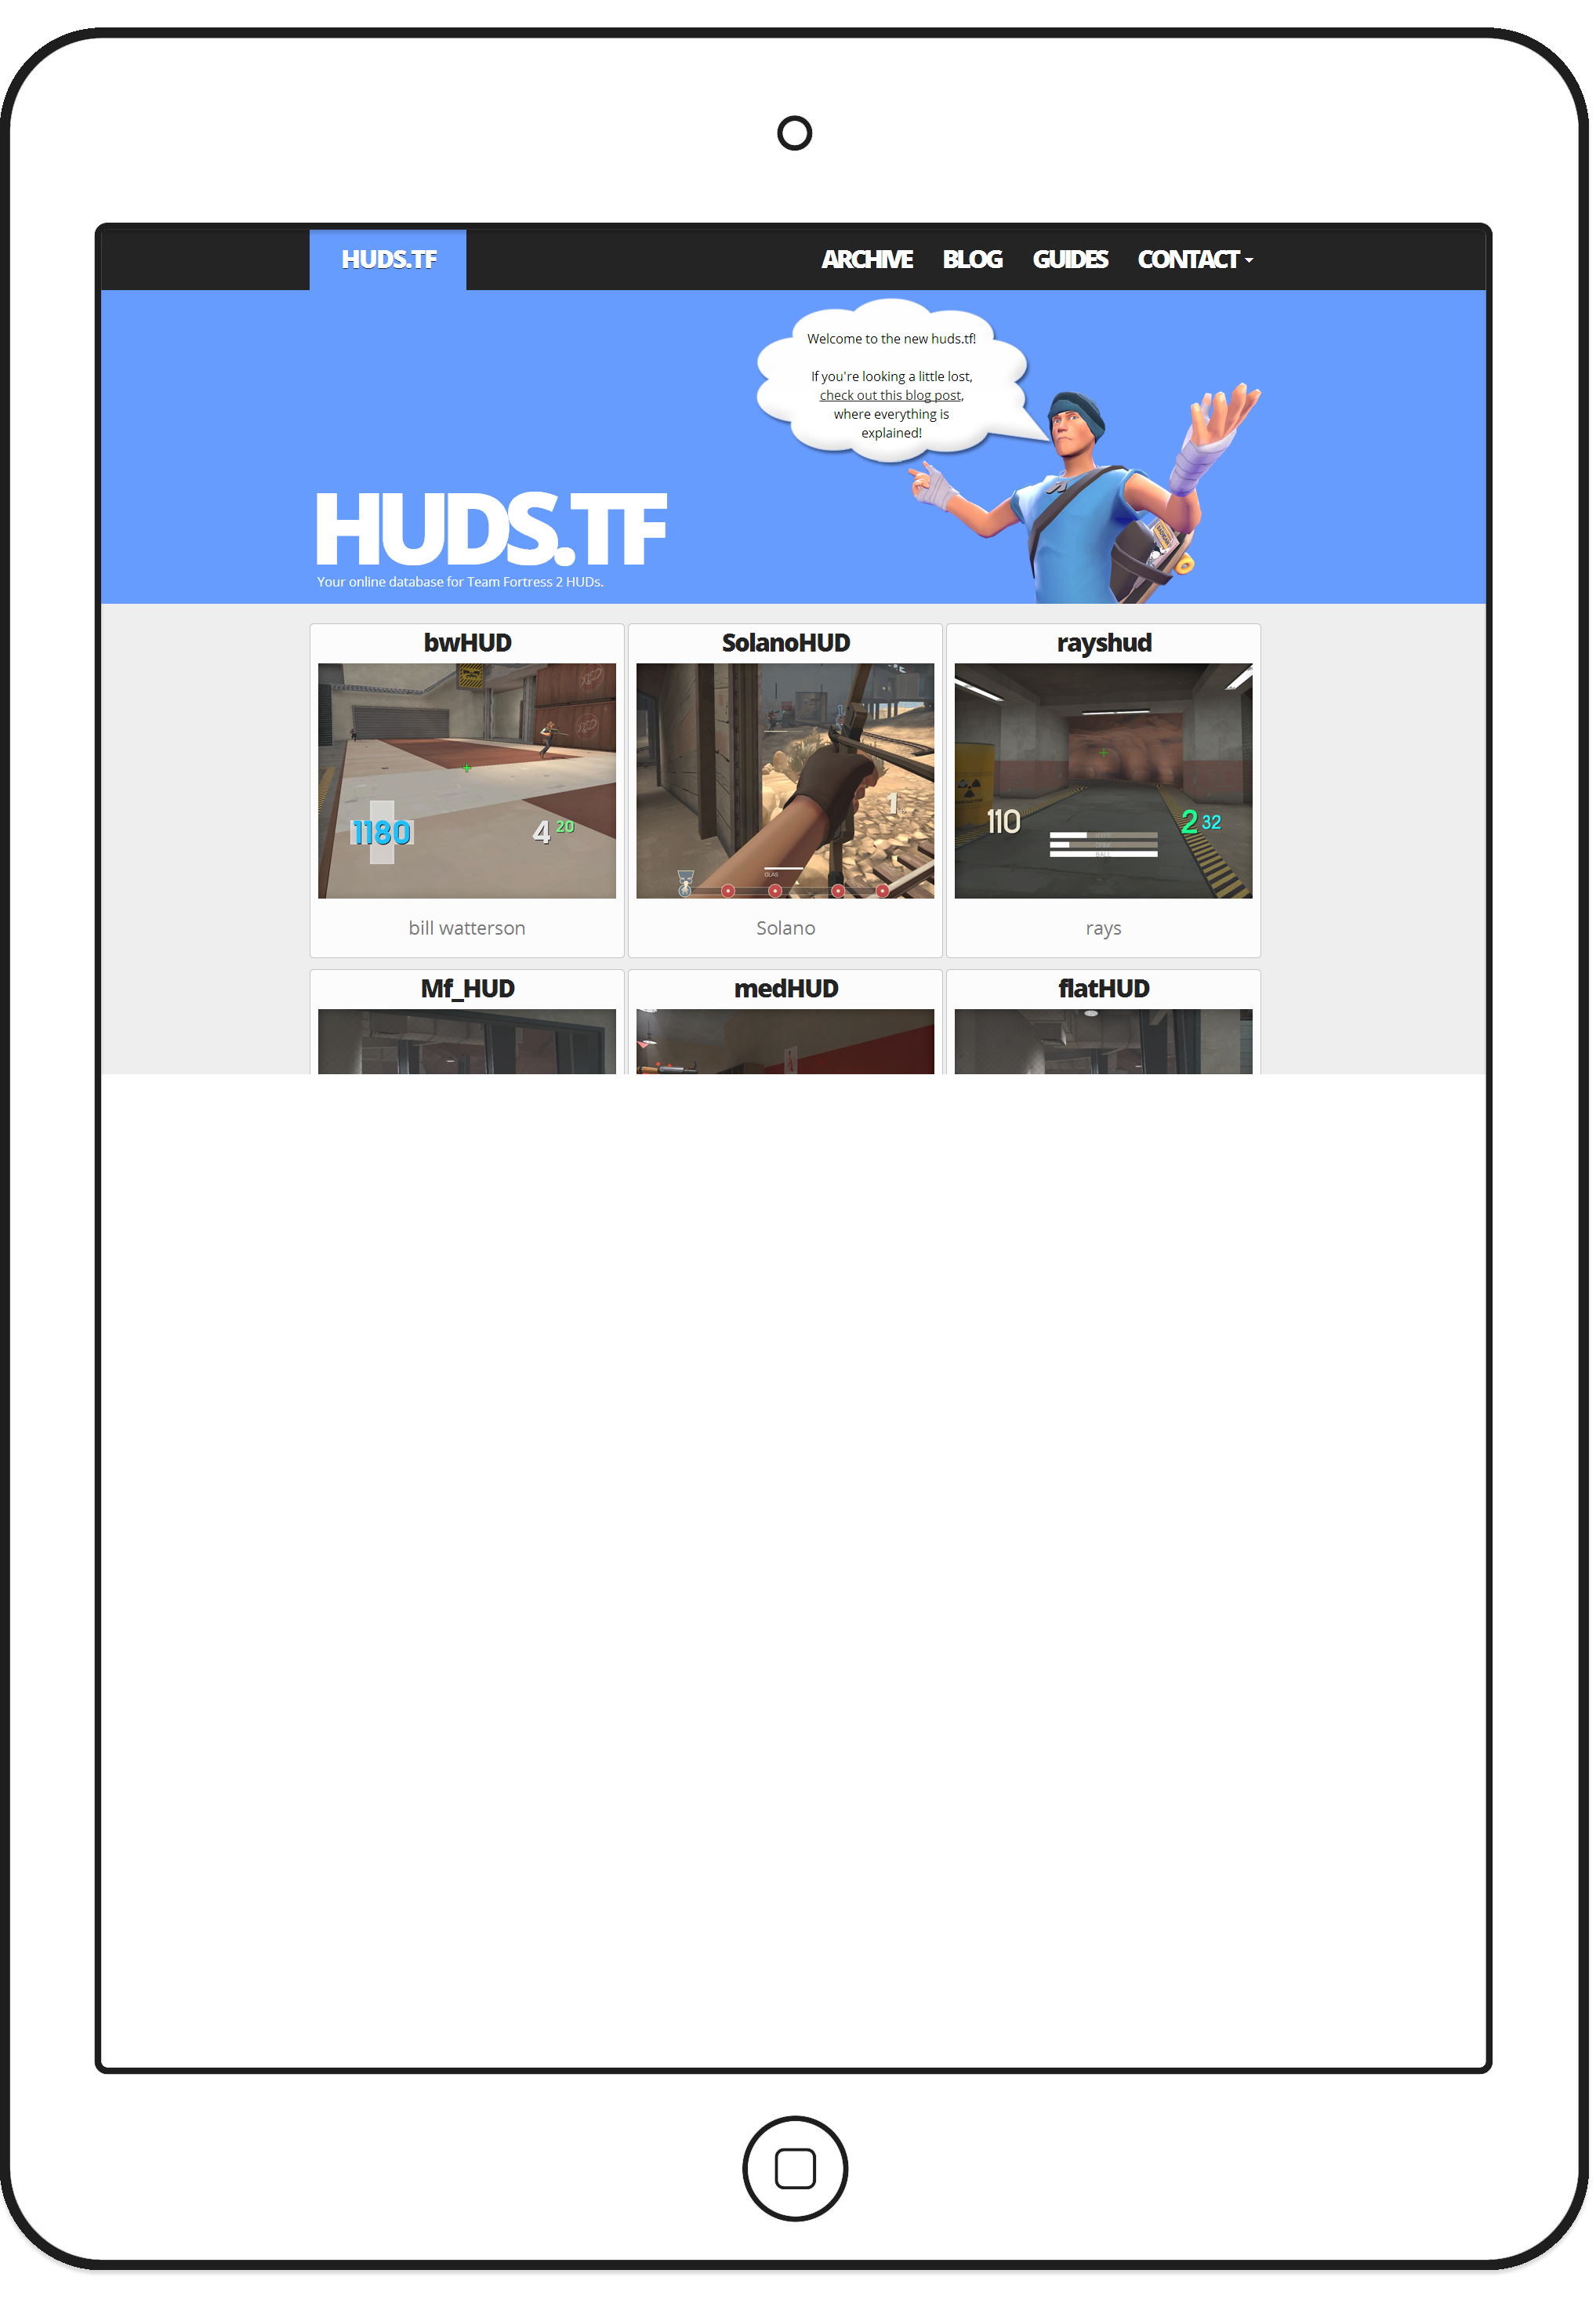 HUDS.TF
ARCHIVE BLOG GUIDES CONTACT
Welcome to the new huds.tf!
If you're looking a little lost,
check out this blog post,
where everything is
explained!
HUDS.TF
Your online database for Team Fortress 2 HUDs.
bwHUD SolanoHUD rayshud
1180
4 20
1
110
2 32
BALL
bill watterson Solano rays
Mf_HUD medHUD flatHUD